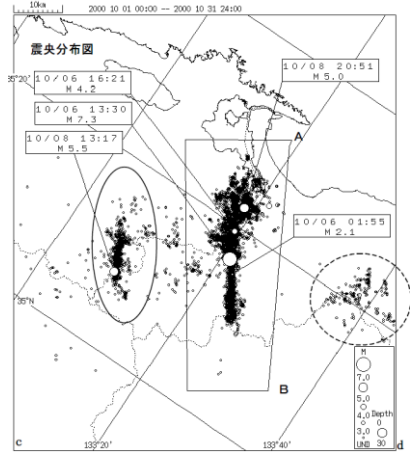 10km
2000 10 01 00:00 -- 2000 10 31 24:00
震央分布図
10/08 20:51
M 5.0
35°20'
10/06 16:21
M 4.2
10/06 13:30
M 7.3
10/08 13:17
M 5.5
A
10/06 01:55
M 2.1
35°N
B
M
7.0
5.0
4.0
3.0
UND
Depth
0
30
c
133°20'
133°40'
d